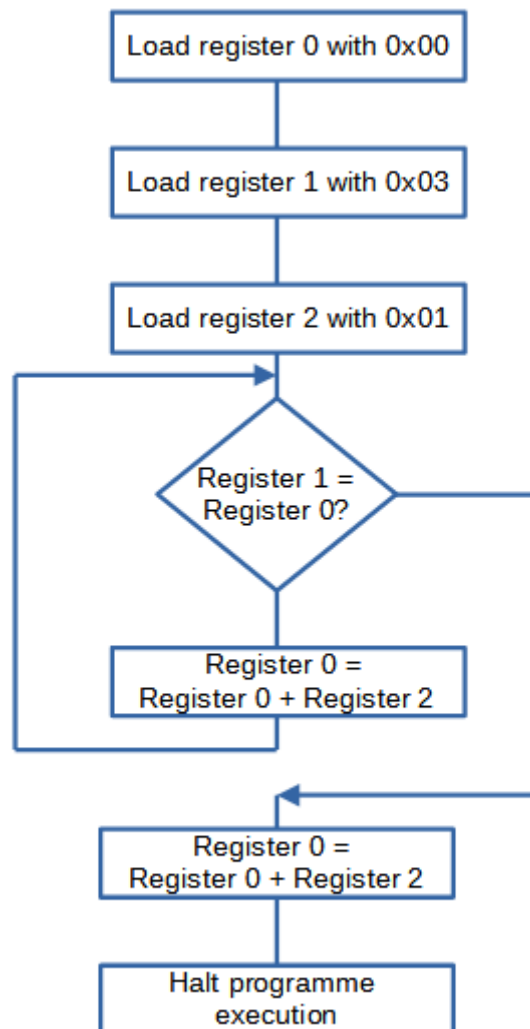 Load register 0 with 0x00
Load register 1 with 0x03
Load register 2 with 0x01
Register 1 =
Register 0?
Register 0 =
Register 0 + Register 2
Register 0 =
Register 0 + Register 2
Halt programme
execution